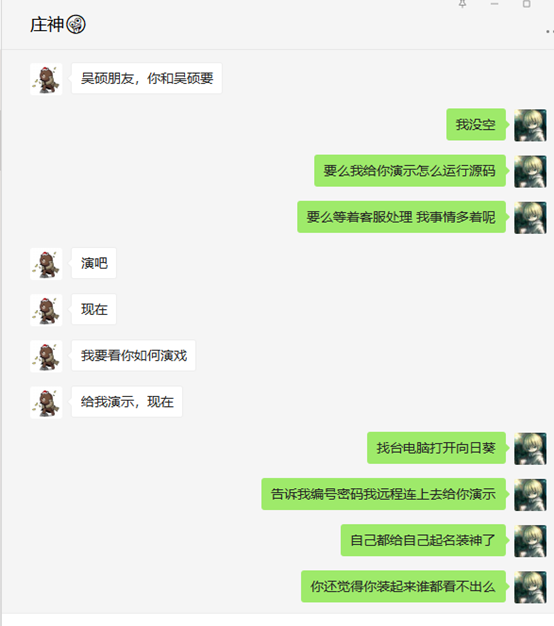 庄神
吴硕朋友，你和吴硕要
我没空
要么我给你演示怎么运行源码
要么等着客服处理 我事情多着呢
演吧
现在
我要看你如何演戏
给我演示，现在
找台电脑打开向日葵
告诉我编号密码我远程连上去给你演示
自己都给自己起名装神了
你还觉得你装起来谁都看不出么